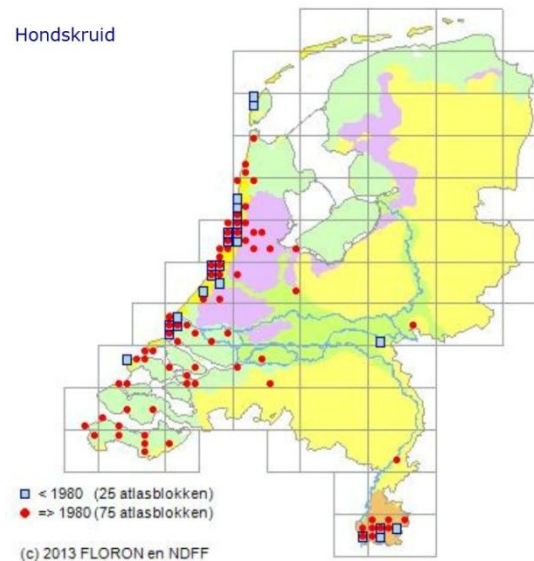 Hondskruid
< 1980 (25 atlasblokken)
=> 1980 (75 atlasblokken)
(c) 2013 FLORON en NDFF